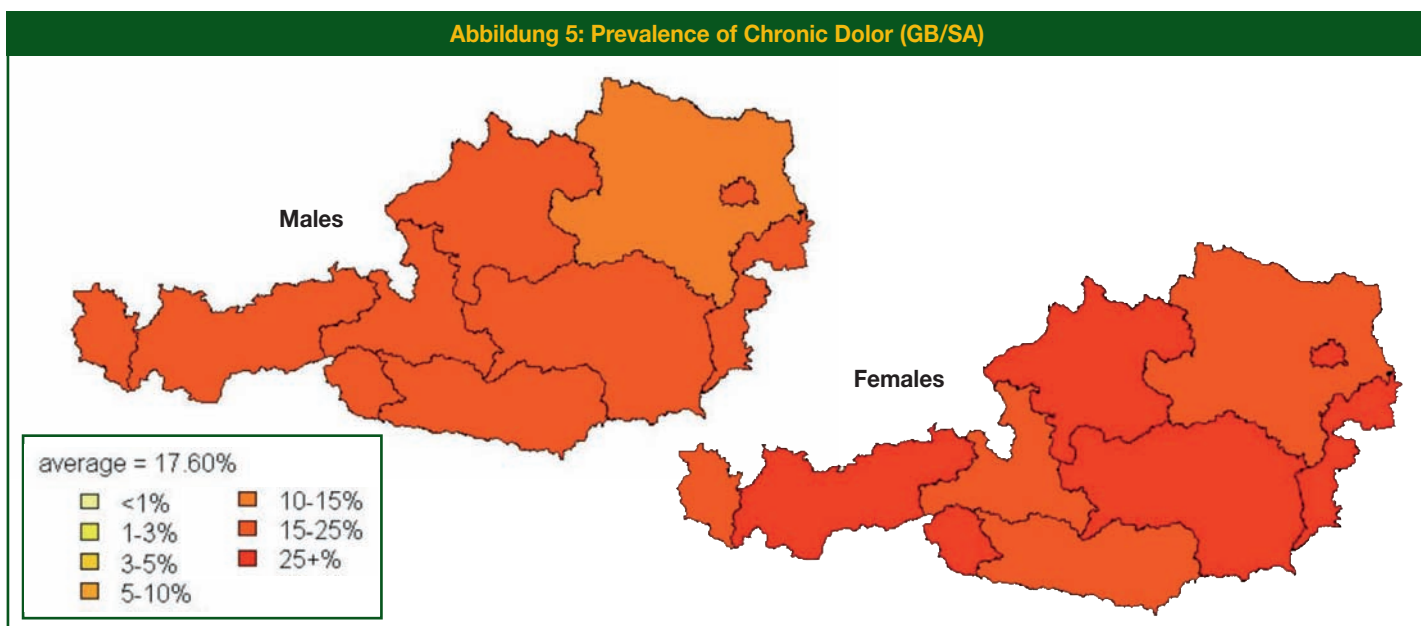 Abbildung 5: Prevalence of Chronic Dolor (GB/SA)
Males
Females
average = 17.60%
<1%
1-3%
3-5%
5-10%
10-15%
15-25%
25+%